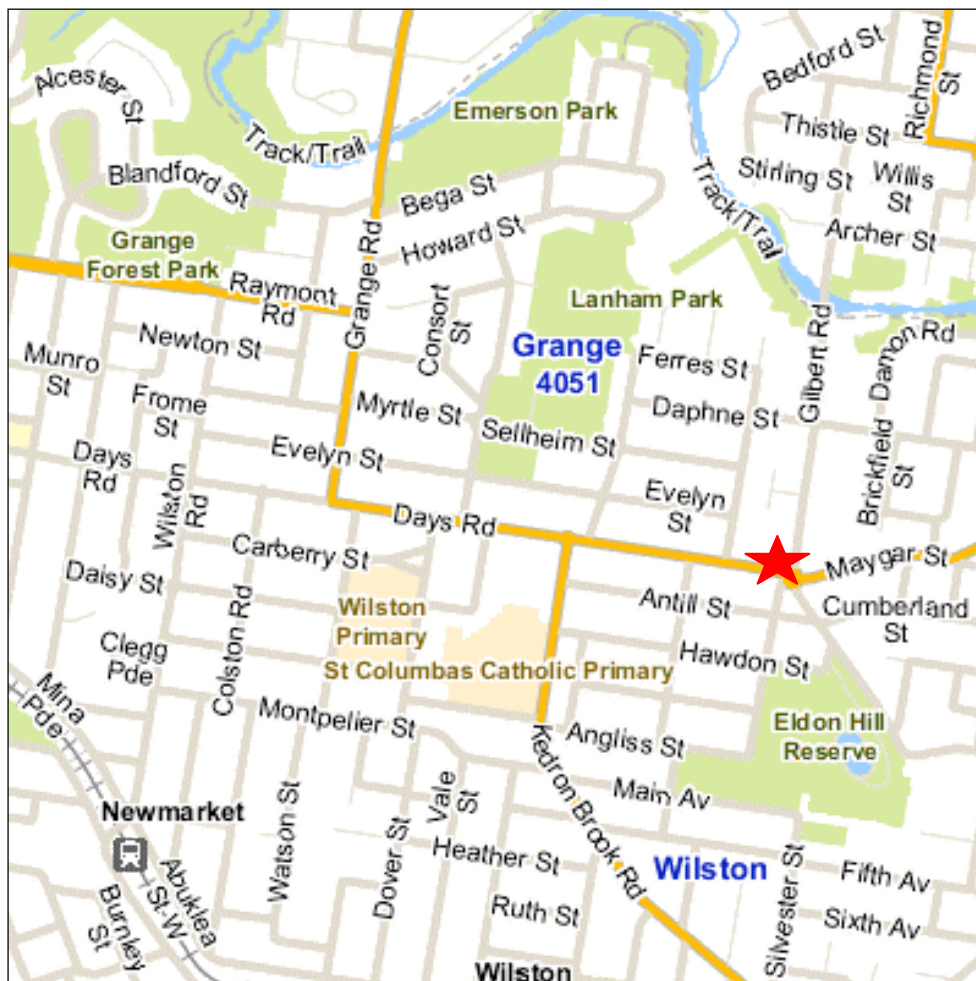 Alcester St
Bedford St
Richmond
St
Emerson Park
Thistle St
Track/Trail
Blandford St
Bega St
Track/Trail
Stirling St
Willis
St
Howard St
Archer St
Grange
Forest Park
Raymont
Rd
Grange Rd
Lanham Park
Newton St
Consort
St
Grange
4051
Ferres St
Gilbert Rd
Damon Rd
Munro
St
Frome
St
Myrtle St
Sellheim St
Daphne St
Brickfield
St
Days
Rd
Wilston
Rd
Evelyn St
Evelyn
St
Days Rd
Carberry St
Maygar St
Daisy St
Colston Rd
Wilston
Primary
Antill St
Cumberland
St
Clegg
Pde
St Columbas Catholic Primary
Hawdon St
Mina
Pde
Montpelier St
Angliss St
Eldon Hill
Reserve
Kedron Brook Rd
Main Av
Newmarket
Watson St
Vale
St
Dover St
Heather St
Wilston
Silvester St
Fifth Av
Abuklea
St-W
Burnkey
St
Ruth St
Sixth Av
Wilston